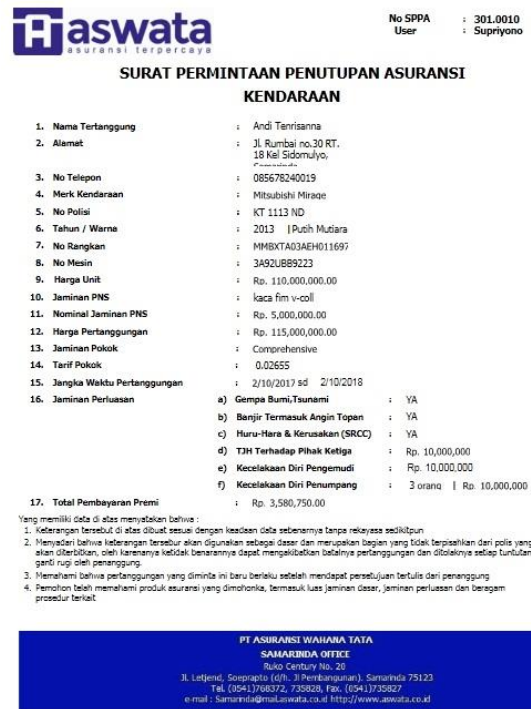 aswata
asuransi terpercaya
No SPPA : 301.0010
User : Supriyono
SURAT PERMINTAAN PENUTUPAN ASURANSI
KENDARAAN
1. Nama Tertanggung : Andi Tenrisanna
2. Alamat : Jl. Rumbai no.30 RT.
18 Kel Sidomulyo,
Samarinda
3. No Telepon : 085678240019
4. Merk Kendaraan : Mitsubishi Mirage
5. No Polisi : KT 1113 ND
6. Tahun / Warna : 2013 | Putih Mutiara
7. No Rangkan : MMBXTA03AEH011697
8. No Mesin : 3A92UBB9223
9. Harga Unit : Rp. 110,000,000.00
10. Jaminan PNS : kaca fim v-coll
11. Nominal Jaminan PNS : Rp. 5,000,000.00
12. Harga Pertanggungan : Rp. 115,000,000.00
13. Jaminan Pokok : Comprehensive
14. Tarif Pokok : 0.02655
15. Jangka Waktu Pertanggungan : 2/10/2017 sd 2/10/2018
16. Jaminan Perluasan : a) Gempa Bumi,Tsunami : YA
b) Banjir Termasuk Angin Topan : YA
c) Huru-Hara & Kerusakan (SRCC) : YA
d) TJH Terhadap Pihak Ketiga : Rp. 10,000,000
e) Kecelakaan Diri Pengemudi : Rp. 10,000,000
f) Kecelakaan Diri Penumpang : 3 orang | Rp. 10,000,000
17. Total Pembayaran Premi : Rp. 3,580,750.00
Yang memiliki data di atas menyatakan bahwa :
1. Keterangan tersebut di atas dibuat sesuai dengan keadaan data sebenarnya tanpa rekayasa sedikitpun
2. Menyadari bahwa keterangan tersebur akan digunakan sebagai dasar dan merupakan bagian yang tidak terpisahkan dari polis yang
akan diterbitkan, oleh karenanya ketidak benarannya dapat mengakibatkan batalnya pertanggungan dan ditolaknya setiap tuntutan
ganti rugi oleh penanggung.
3. Memahami bahwa pertanggungan yang diminta ini baru berlaku setelah mendapat persetujuan tertulis dari penanggung
4. Pemohon telah memahami produk asuransi yang dimohonka, termasuk luas jaminan dasar, jaminan perluasan dan beragam
prosedur terkait
PT ASURANSI WAHANA TATA
SAMARINDA OFFICE
Ruko Century No. 20
Jl. Letjend, Soeprapto (d/h. Jl Pembangunan). Samarinda 75123
Tel. (0541)768372, 735828, Fax. (0541)735827
e-mail : Samarinda@mail.aswata.co.id http://www.aswata.co.id